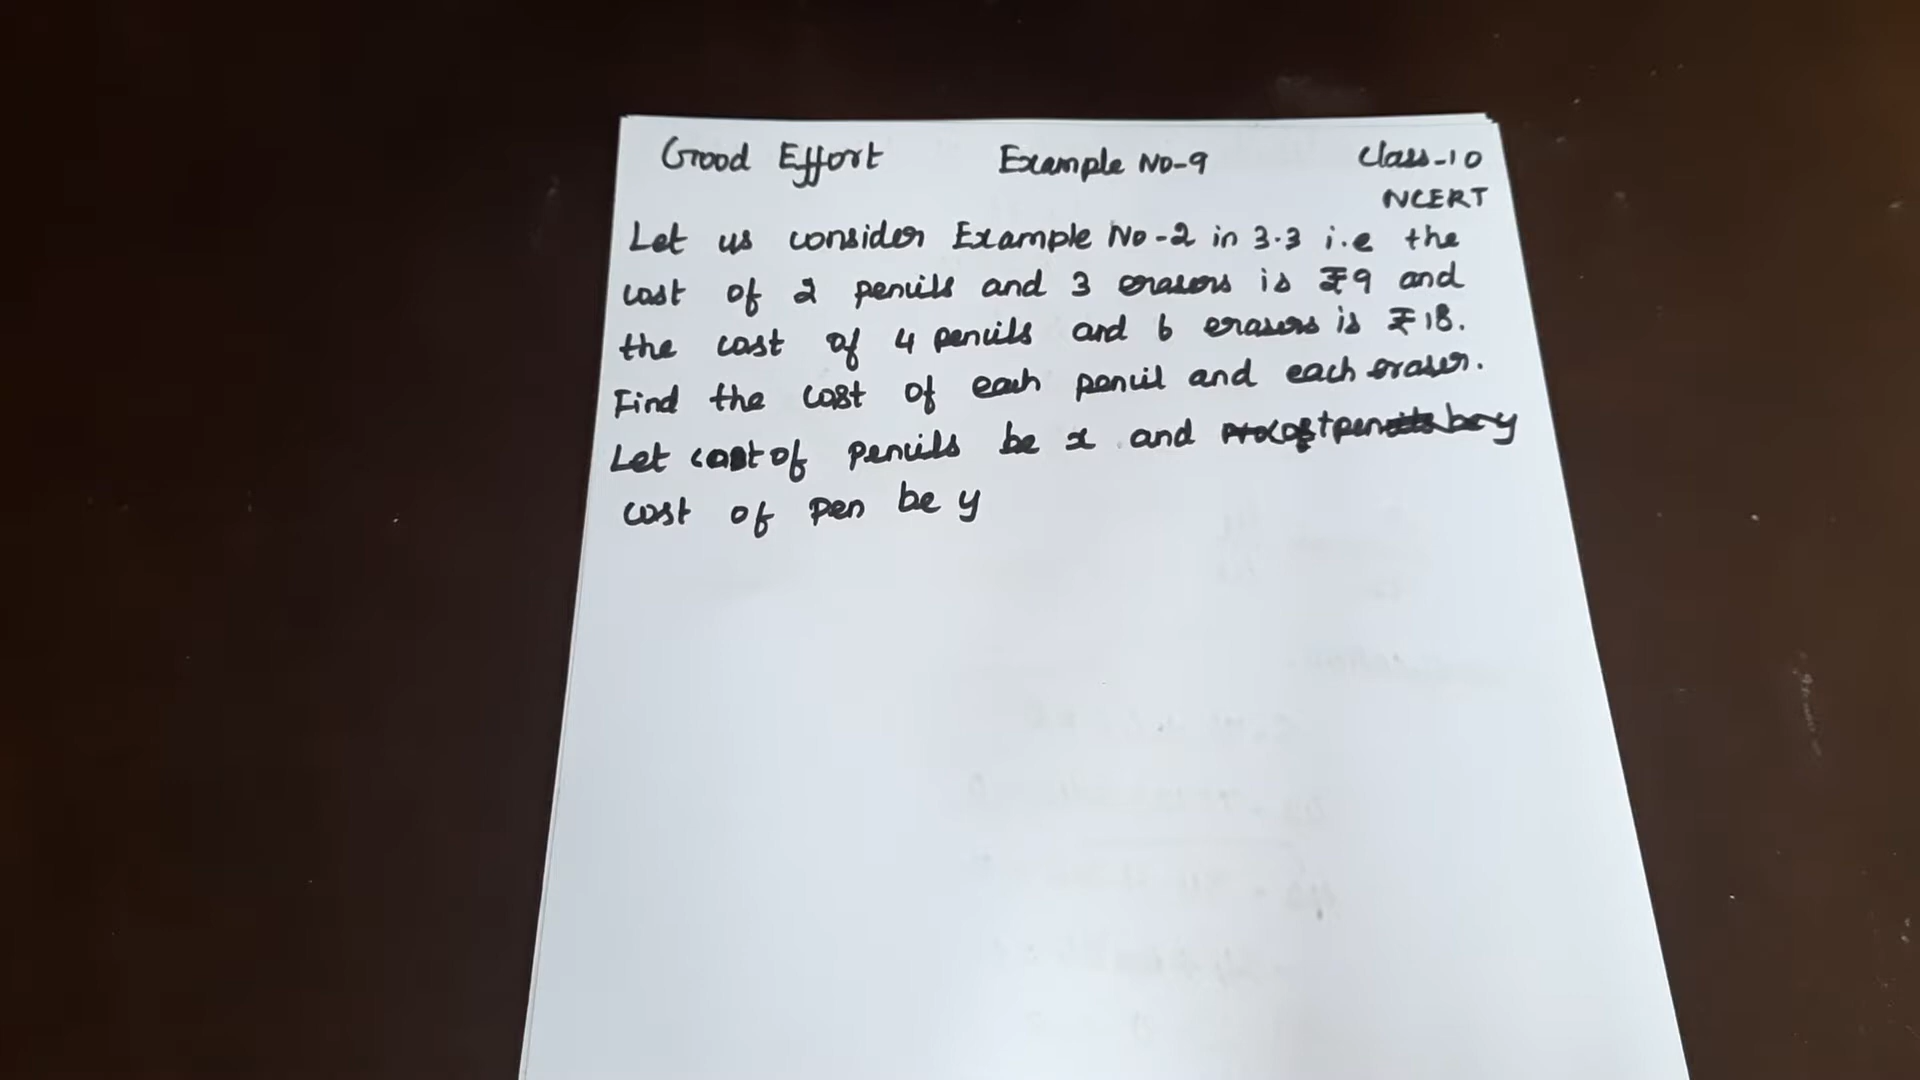 Good Effort Example No-9 Class-10
NCERT
Let us consider Example No-2 in 3.3 i.e the
cost of 2 pencils and 3 erasers is ₹9 and
the cost of 4 pencils and 6 erasers is ₹18.
Find the cost of each pencil and each eraser.
Let cost of pencils be x and
cost of pen be y